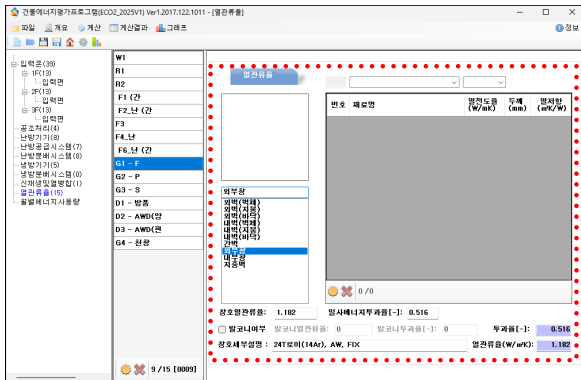 건물에너지평가프로그램(ECO2_2025V1) Ver1.2017.122.1011 - [열관류율]
파일 개요 계산 계산결과 그래프 정보
입력존(39)
1F(13)
입력면
2F(13)
입력면
3F(13)
입력면
공조처리(4)
난방기기(8)
난방공급시스템(7)
난방분배시스템(8)
냉방기기(5)
냉방분배시스템(0)
신재생및열병합(1)
열관류율(15)
월별에너지사용량
W1
R1
R2
F1 (간
F2_난 (간
F3
F4_난
F6_난 (간
G1 - F
G2 - P
G3 - S
D1 - 방풍
D2 - AWD(양
D3 - AWD(편
G4 - 천창
9 /15 [0009]
열관류율
외부창
외벽(벽체)
외벽(지붕)
외벽(바닥)
내벽(벽체)
내벽(지붕)
내벽(바닥)
간벽
외부창
내부창
지중벽
번호 재료명 열전도율 (W/mK) 두께 (mm) 열저항 (㎡K/W)
0 /0
창호열관류율: 1.182 일사에너지투과율[-]: 0.516
발코니여부 발코니열관류율: 0 발코니투과율[-]: 0 투과율[-]: 0.516
창호세부설명 : 24T로이(14Ar), AW, FIX 열관류율(W/㎡K): 1.182